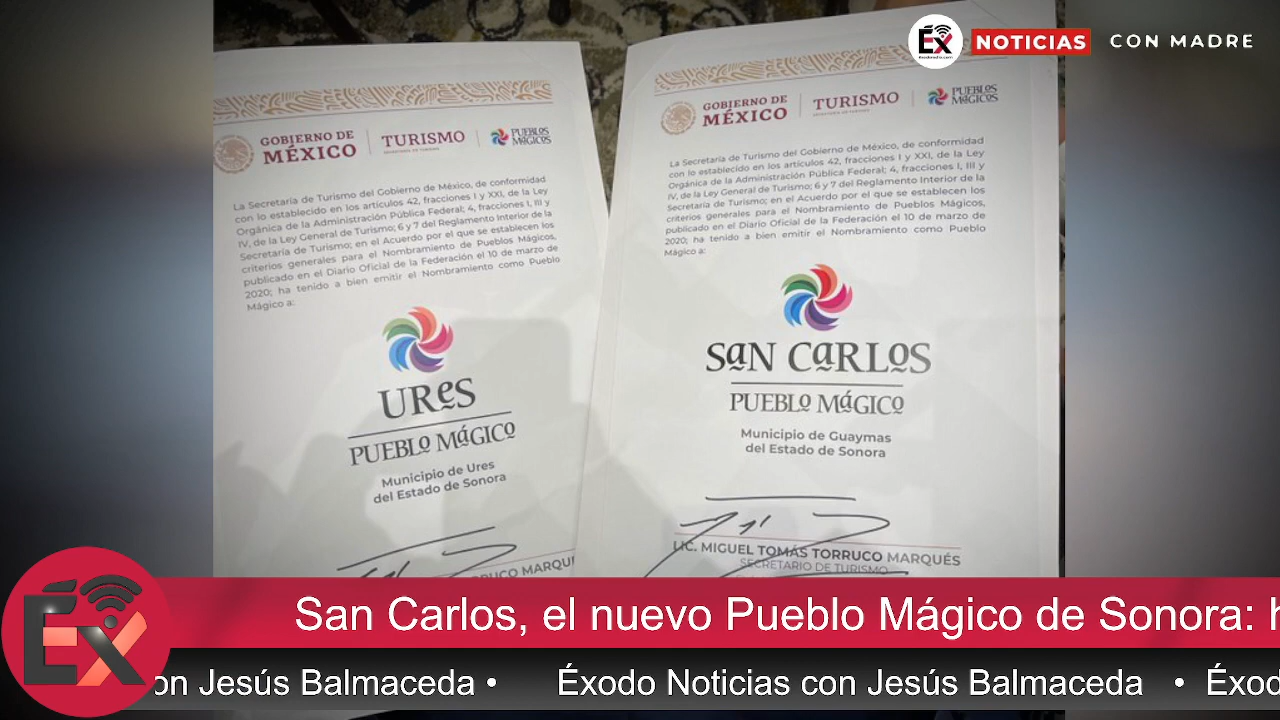 ÉX
NOTICIAS
CON MADRE
GOBIERNO DE
MÉXICO
TURISMO
PUEBLOS
MÁGICOS
La Secretaría de Turismo del Gobierno de México, de conformidad
con lo establecido en los artículos 42, fracciones I y XXI, de la Ley
Orgánica de la Administración Pública Federal; 4, fracciones I, III y
IV, de la Ley General de Turismo; 6 y 7 del Reglamento Interior de la
Secretaría de Turismo; en el Acuerdo por el que se establecen los
criterios generales para el Nombramiento de Pueblos Mágicos,
publicado en el Diario Oficial de la Federación el 10 de marzo de
2020; ha tenido a bien emitir el Nombramiento como Pueblo
Mágico a:
URES
PUEBLO MÁGICO
Municipio de Ures
del Estado de Sonora
GOBIERNO DE
MÉXICO
TURISMO
SECRETARÍA DE TURISMO
PUEBLOS
MÁGICOS
La Secretaría de Turismo del Gobierno de México, de conformidad
con lo establecido en los artículos 42, fracciones I y XXI, de la Ley
Orgánica de la Administración Pública Federal; 4, fracciones I, III y
IV, de la Ley General de Turismo; 6 y 7 del Reglamento Interior de la
Secretaría de Turismo; en el Acuerdo por el que se establecen los
criterios generales para el Nombramiento de Pueblos Mágicos,
publicado en el Diario Oficial de la Federación el 10 de marzo de
2020; ha tenido a bien emitir el Nombramiento como Pueblo
Mágico a:
SAN CARLOS
PUEBLO MÁGICO
Municipio de Guaymas
del Estado de Sonora
LIC. MIGUEL TOMÁS TORRUCO MARQUÉS
SECRETARIO DE TURISMO
ÉX
San Carlos, el nuevo Pueblo Mágico de Sonora: h
on Jesús Balmaceda • Éxodo Noticias con Jesús Balmaceda • Éxod